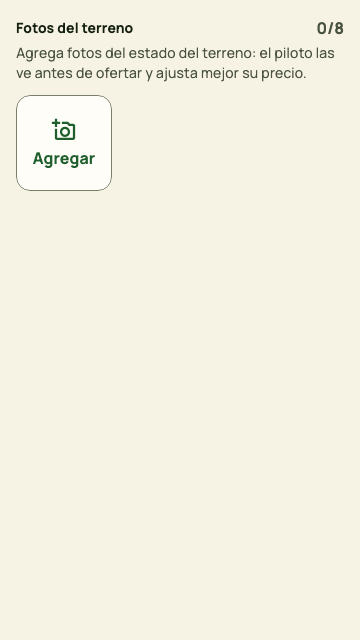 Fotos del terreno 0/8
Agrega fotos del estado del terreno: el piloto las
ve antes de ofertar y ajusta mejor su precio.
Agregar